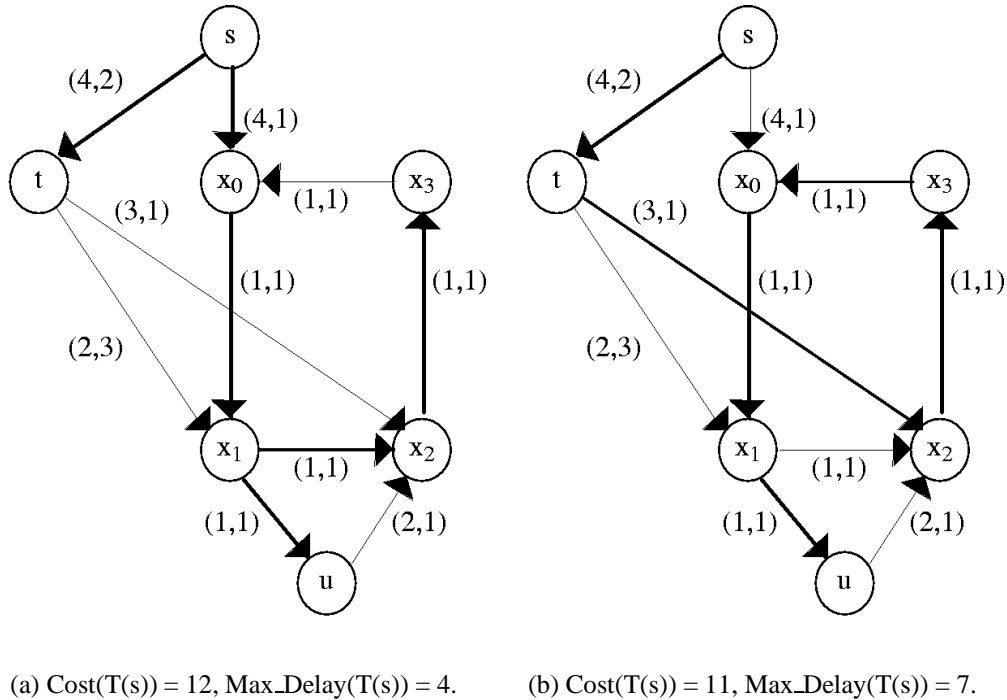 s s
(4,2) (4,2)
(4,1) (4,1)
t x0 x3 t x0 x3
(3,1) (1,1) (3,1) (1,1)
(1,1) (1,1) (1,1) (1,1)
(2,3) (2,3)
x1 x2 x1 x2
(1,1) (1,1)
(1,1) (2,1) (1,1) (2,1)
u u
(a) Cost(T(s)) = 12, Max_Delay(T(s)) = 4. (b) Cost(T(s)) = 11, Max_Delay(T(s)) = 7.